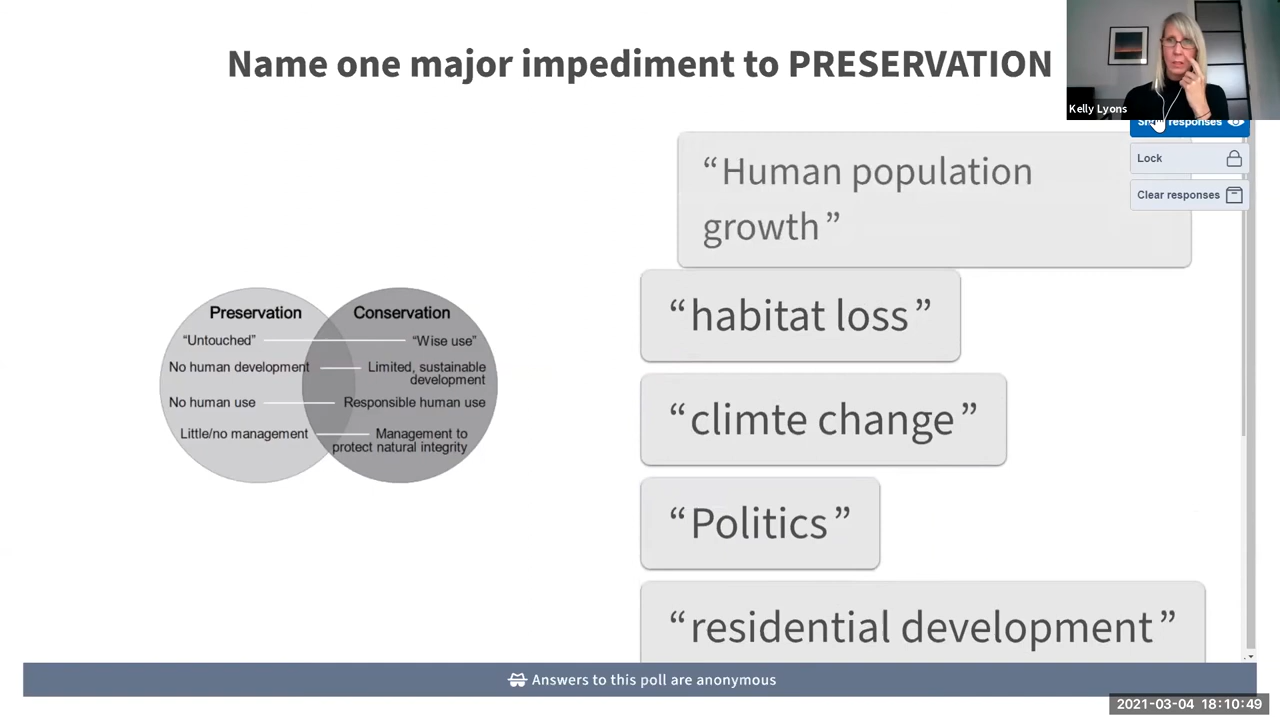 Name one major impediment to PRESERVATION
Kelly Lyons
Show responses
Lock
Clear responses
“Human population
growth”
“habitat loss”
“climte change”
“Politics”
“residential development”
Preservation Conservation
“Untouched” “Wise use”
No human development Limited, sustainable
development
No human use Responsible human use
Little/no management Management to
protect natural integrity
Answers to this poll are anonymous
2021-03-04 18:10:49